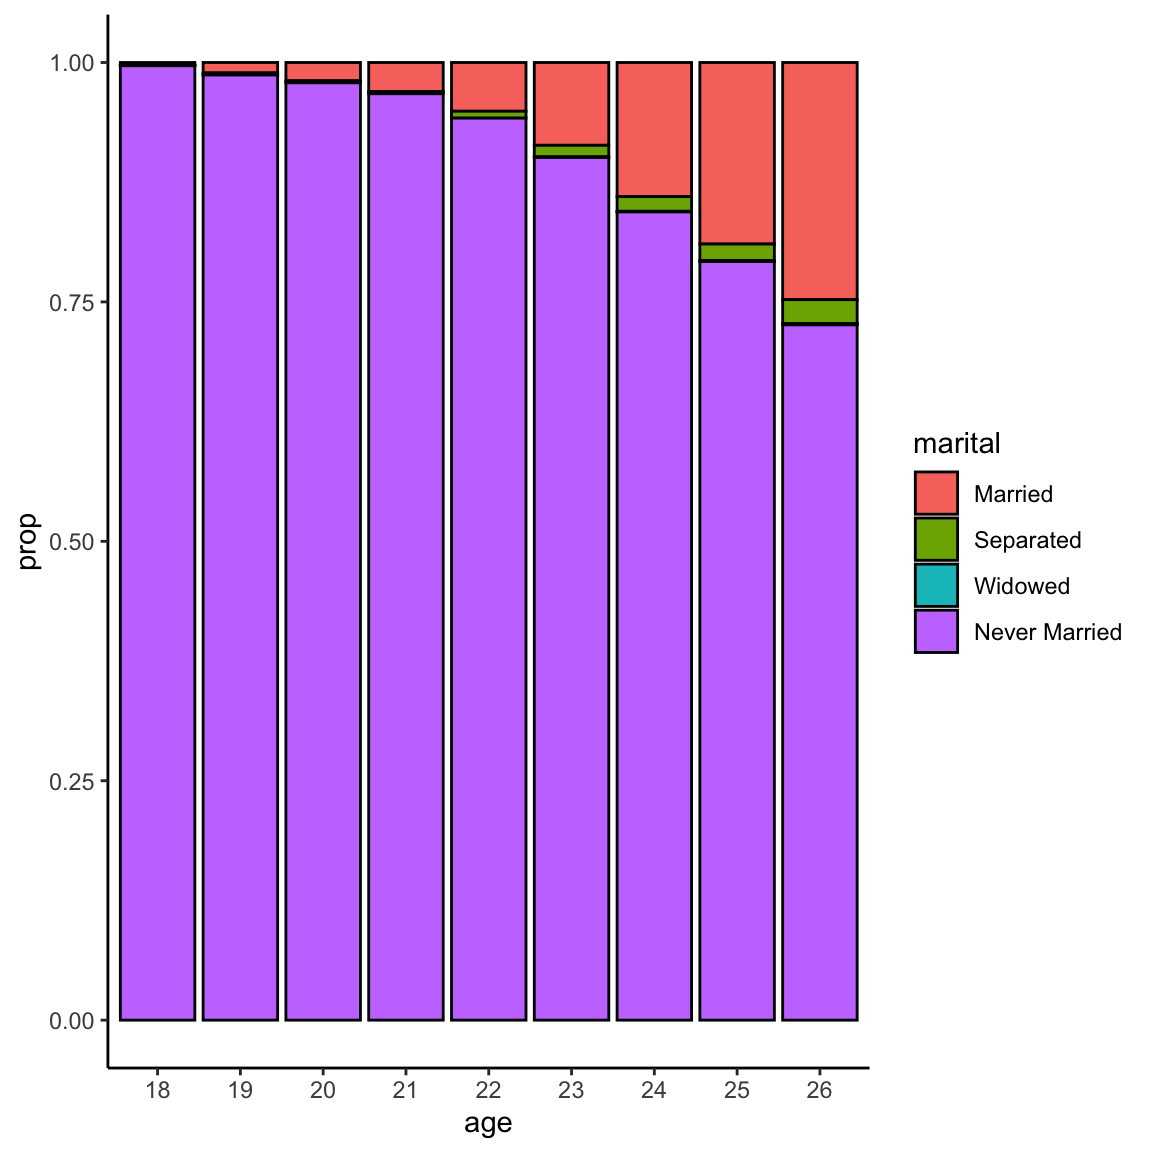 1.00
0.75
0.50
0.25
0.00
prop
18 19 20 21 22 23 24 25 26
age
marital
Married
Separated
Widowed
Never Married